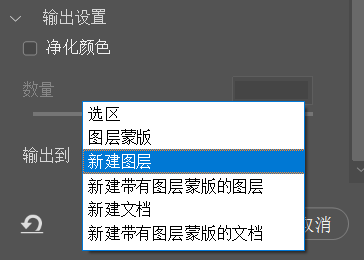 输出设置
净化颜色
数量
输出到
选区
图层蒙版
新建图层
新建带有图层蒙版的图层
新建文档
新建带有图层蒙版的文档
取消